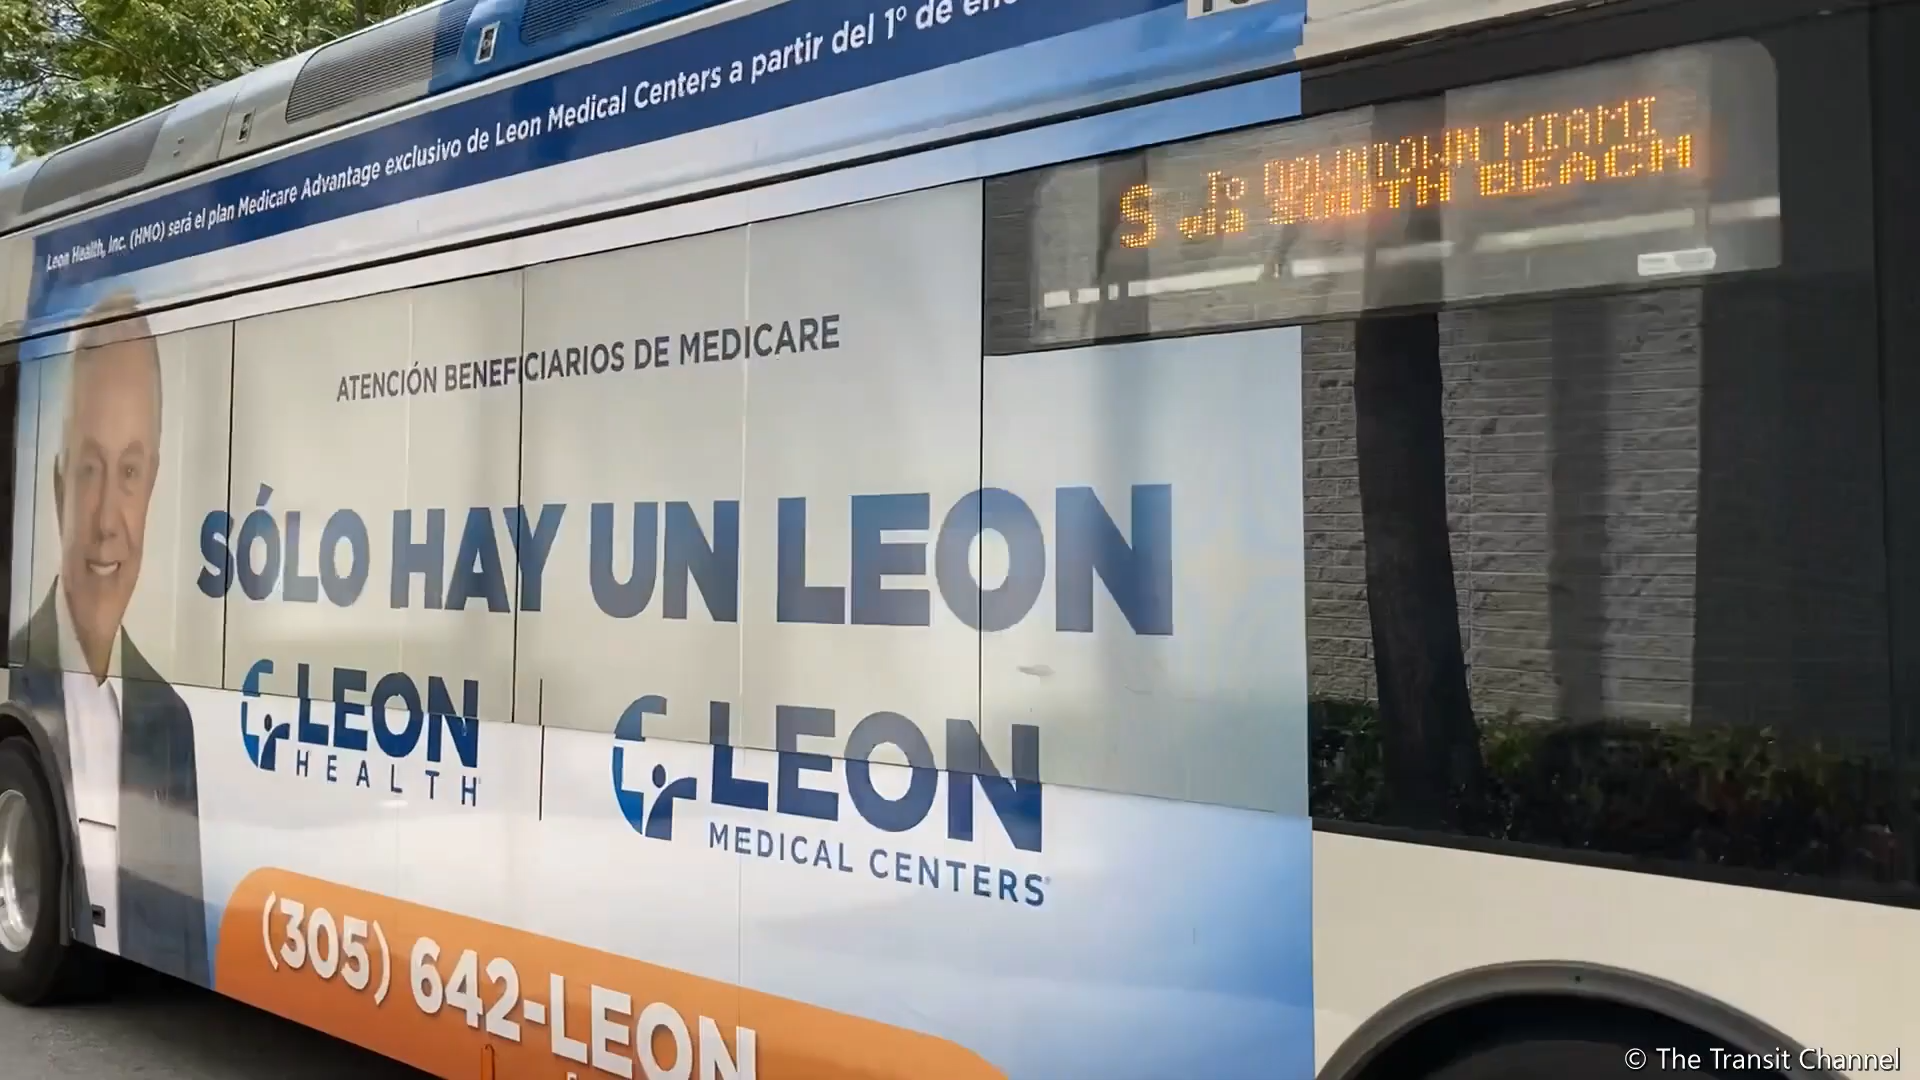 Leon Health, Inc. (HMO) será el plan Medicare Advantage exclusivo de Leon Medical Centers a partir del 1º de
S To DOWNTOWN MIAMI
via SOUTH BEACH
ATENCIÓN BENEFICIARIOS DE MEDICARE
SÓLO HAY UN LEON
LEON
HEALTH
LEON
MEDICAL CENTERS
(305) 642-LEON
© The Transit Channel